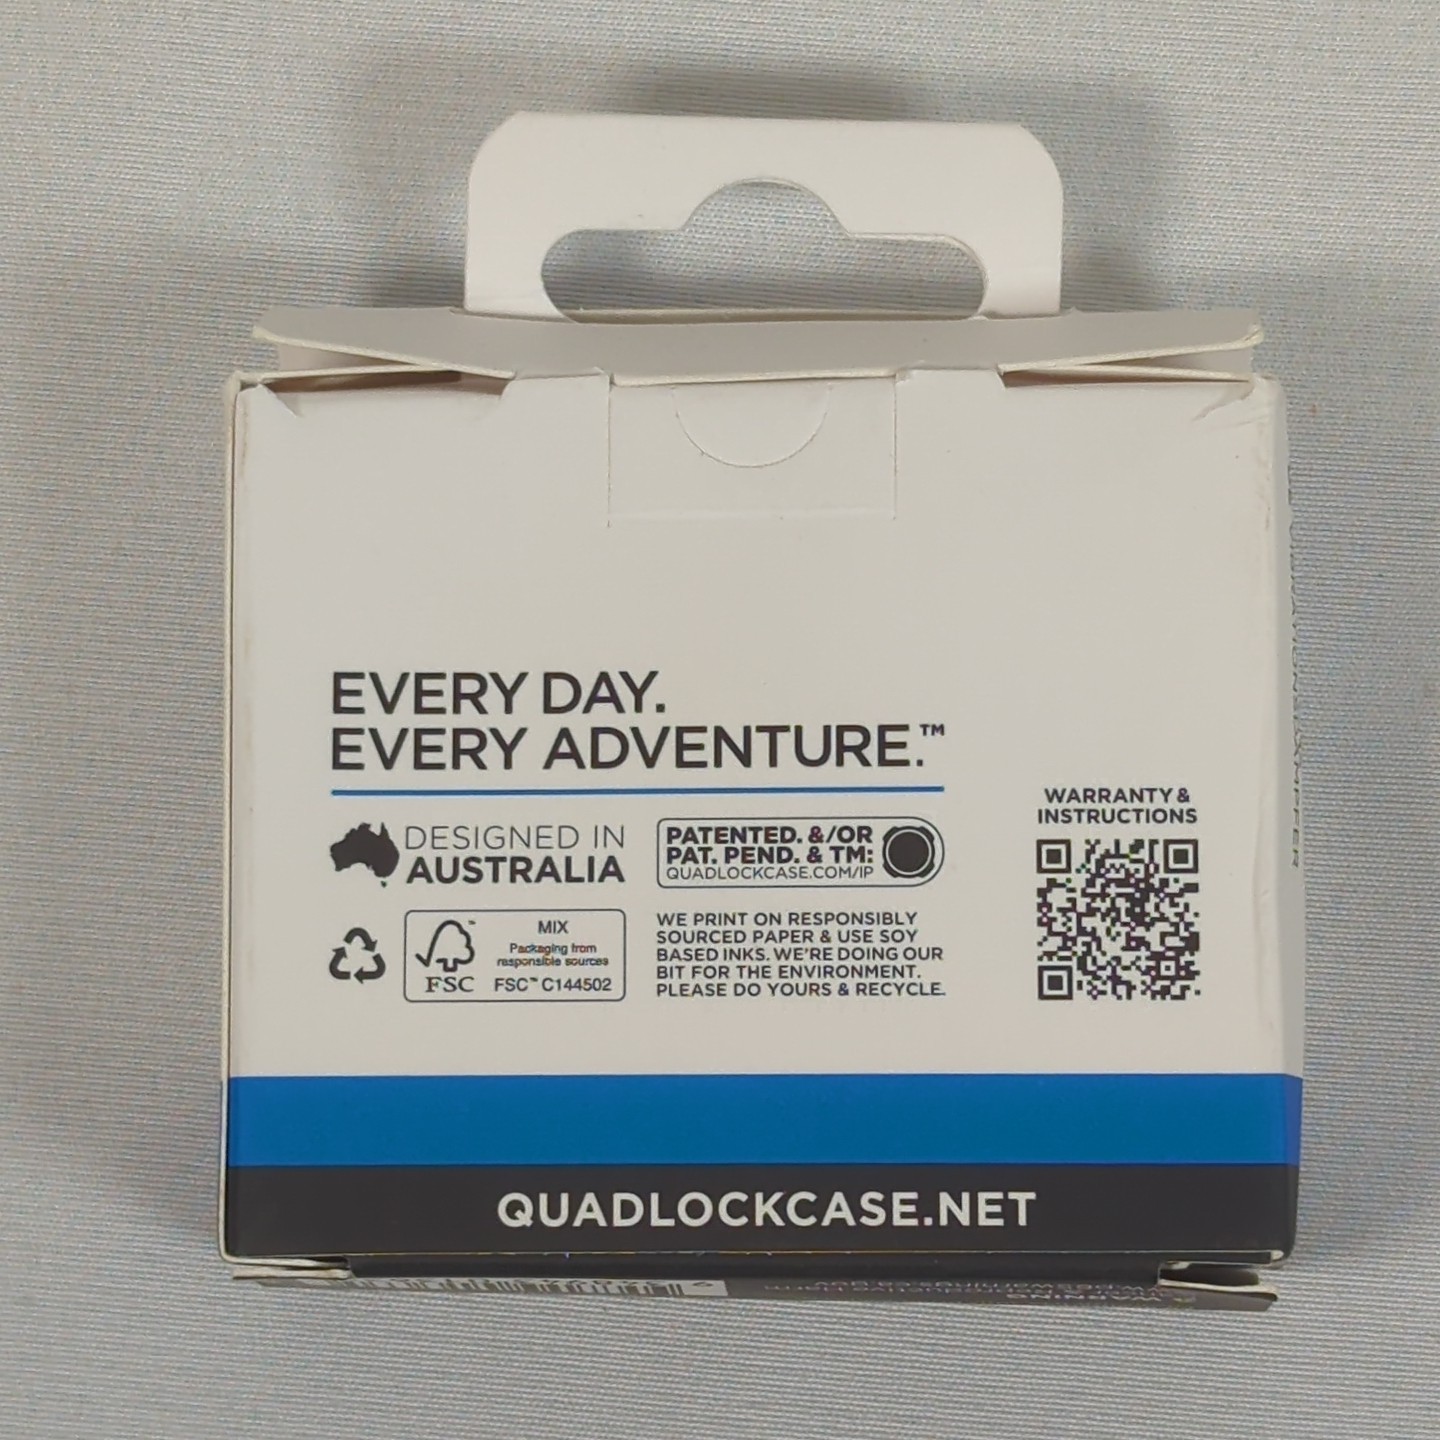 EVERY DAY.
EVERY ADVENTURE.™
DESIGNED IN
AUSTRALIA
PATENTED. &/OR
PAT. PEND. & TM:
QUADLOCKCASE.COM/IP
WARRANTY &
INSTRUCTIONS
FSC
MIX
Packaging from
responsible sources
FSC™ C144502
WE PRINT ON RESPONSIBLY
SOURCED PAPER & USE SOY
BASED INKS. WE'RE DOING OUR
BIT FOR THE ENVIRONMENT.
PLEASE DO YOURS & RECYCLE.
QUADLOCKCASE.NET
WARNING